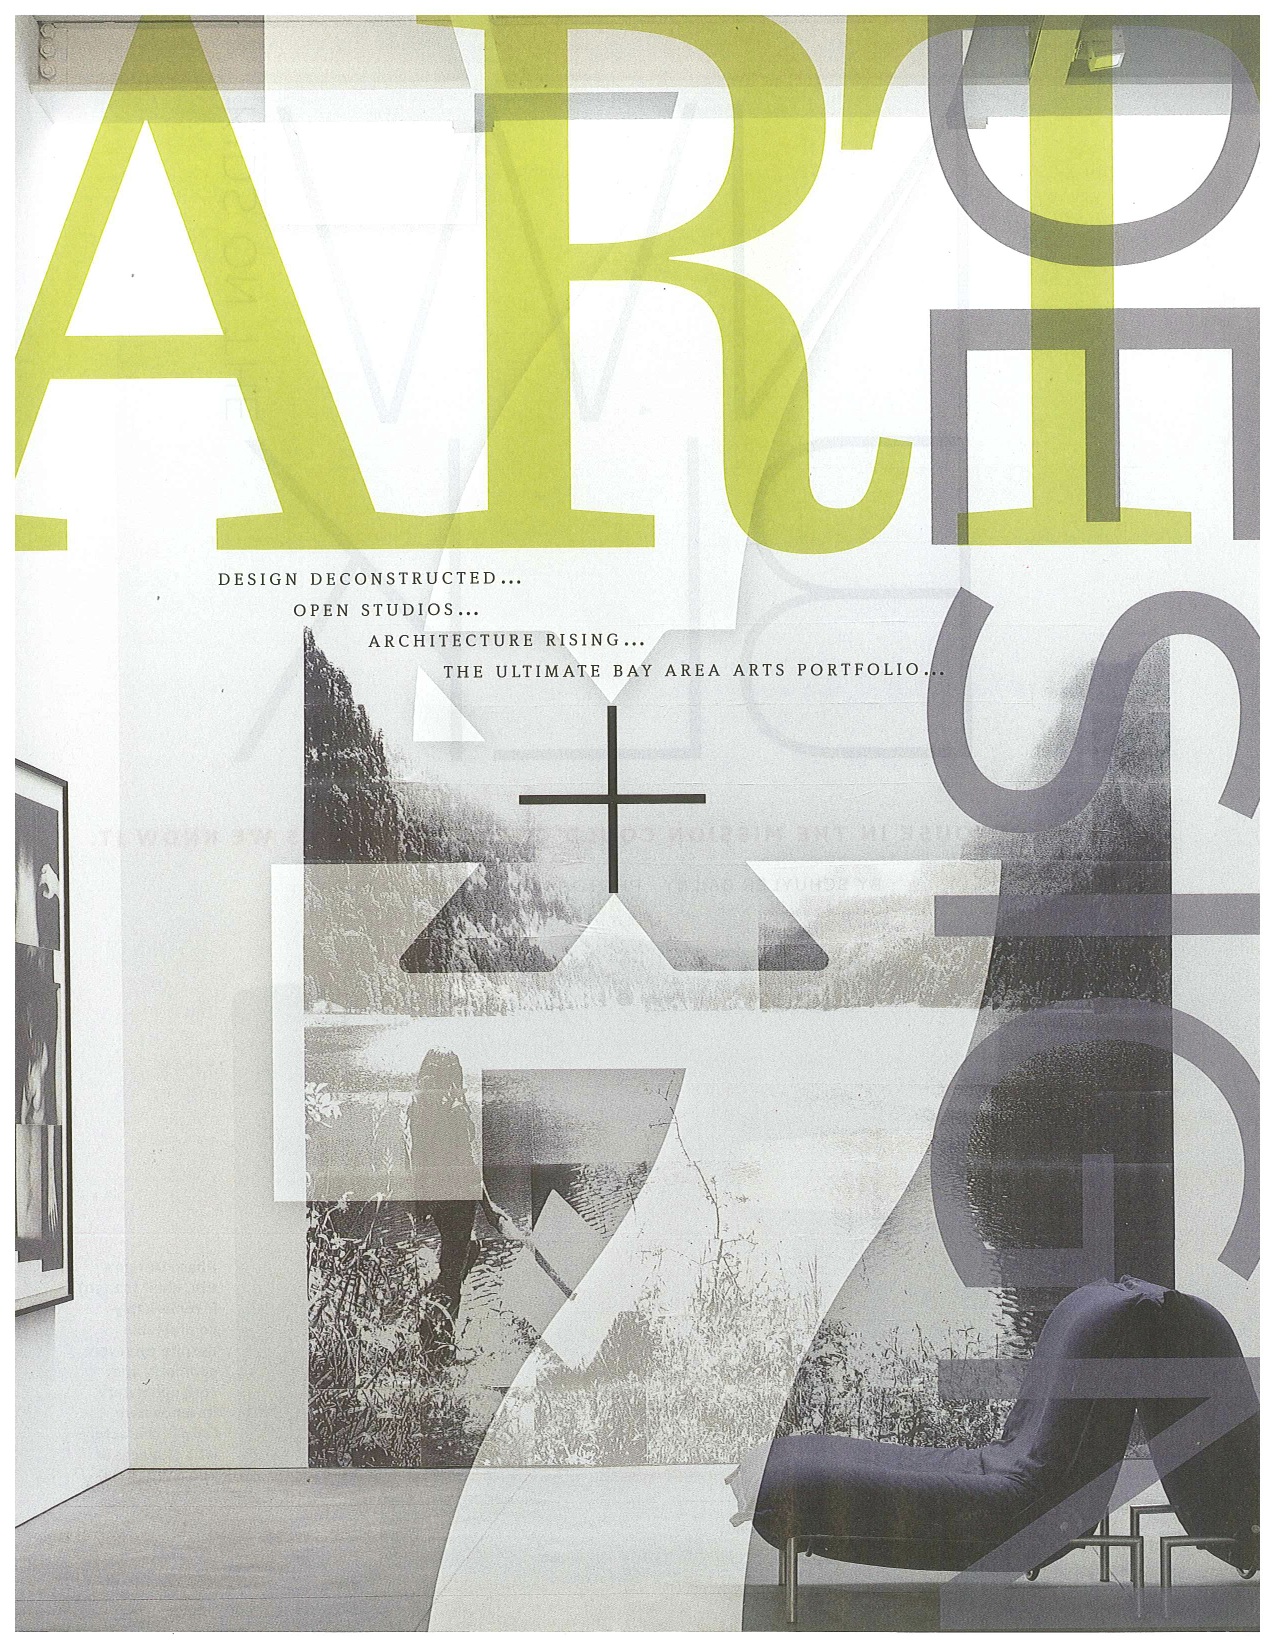 ART
DESIGN
DESIGN DECONSTRUCTED...
OPEN STUDIOS...
ARCHITECTURE RISING...
THE ULTIMATE BAY AREA ARTS PORTFOLIO...
+